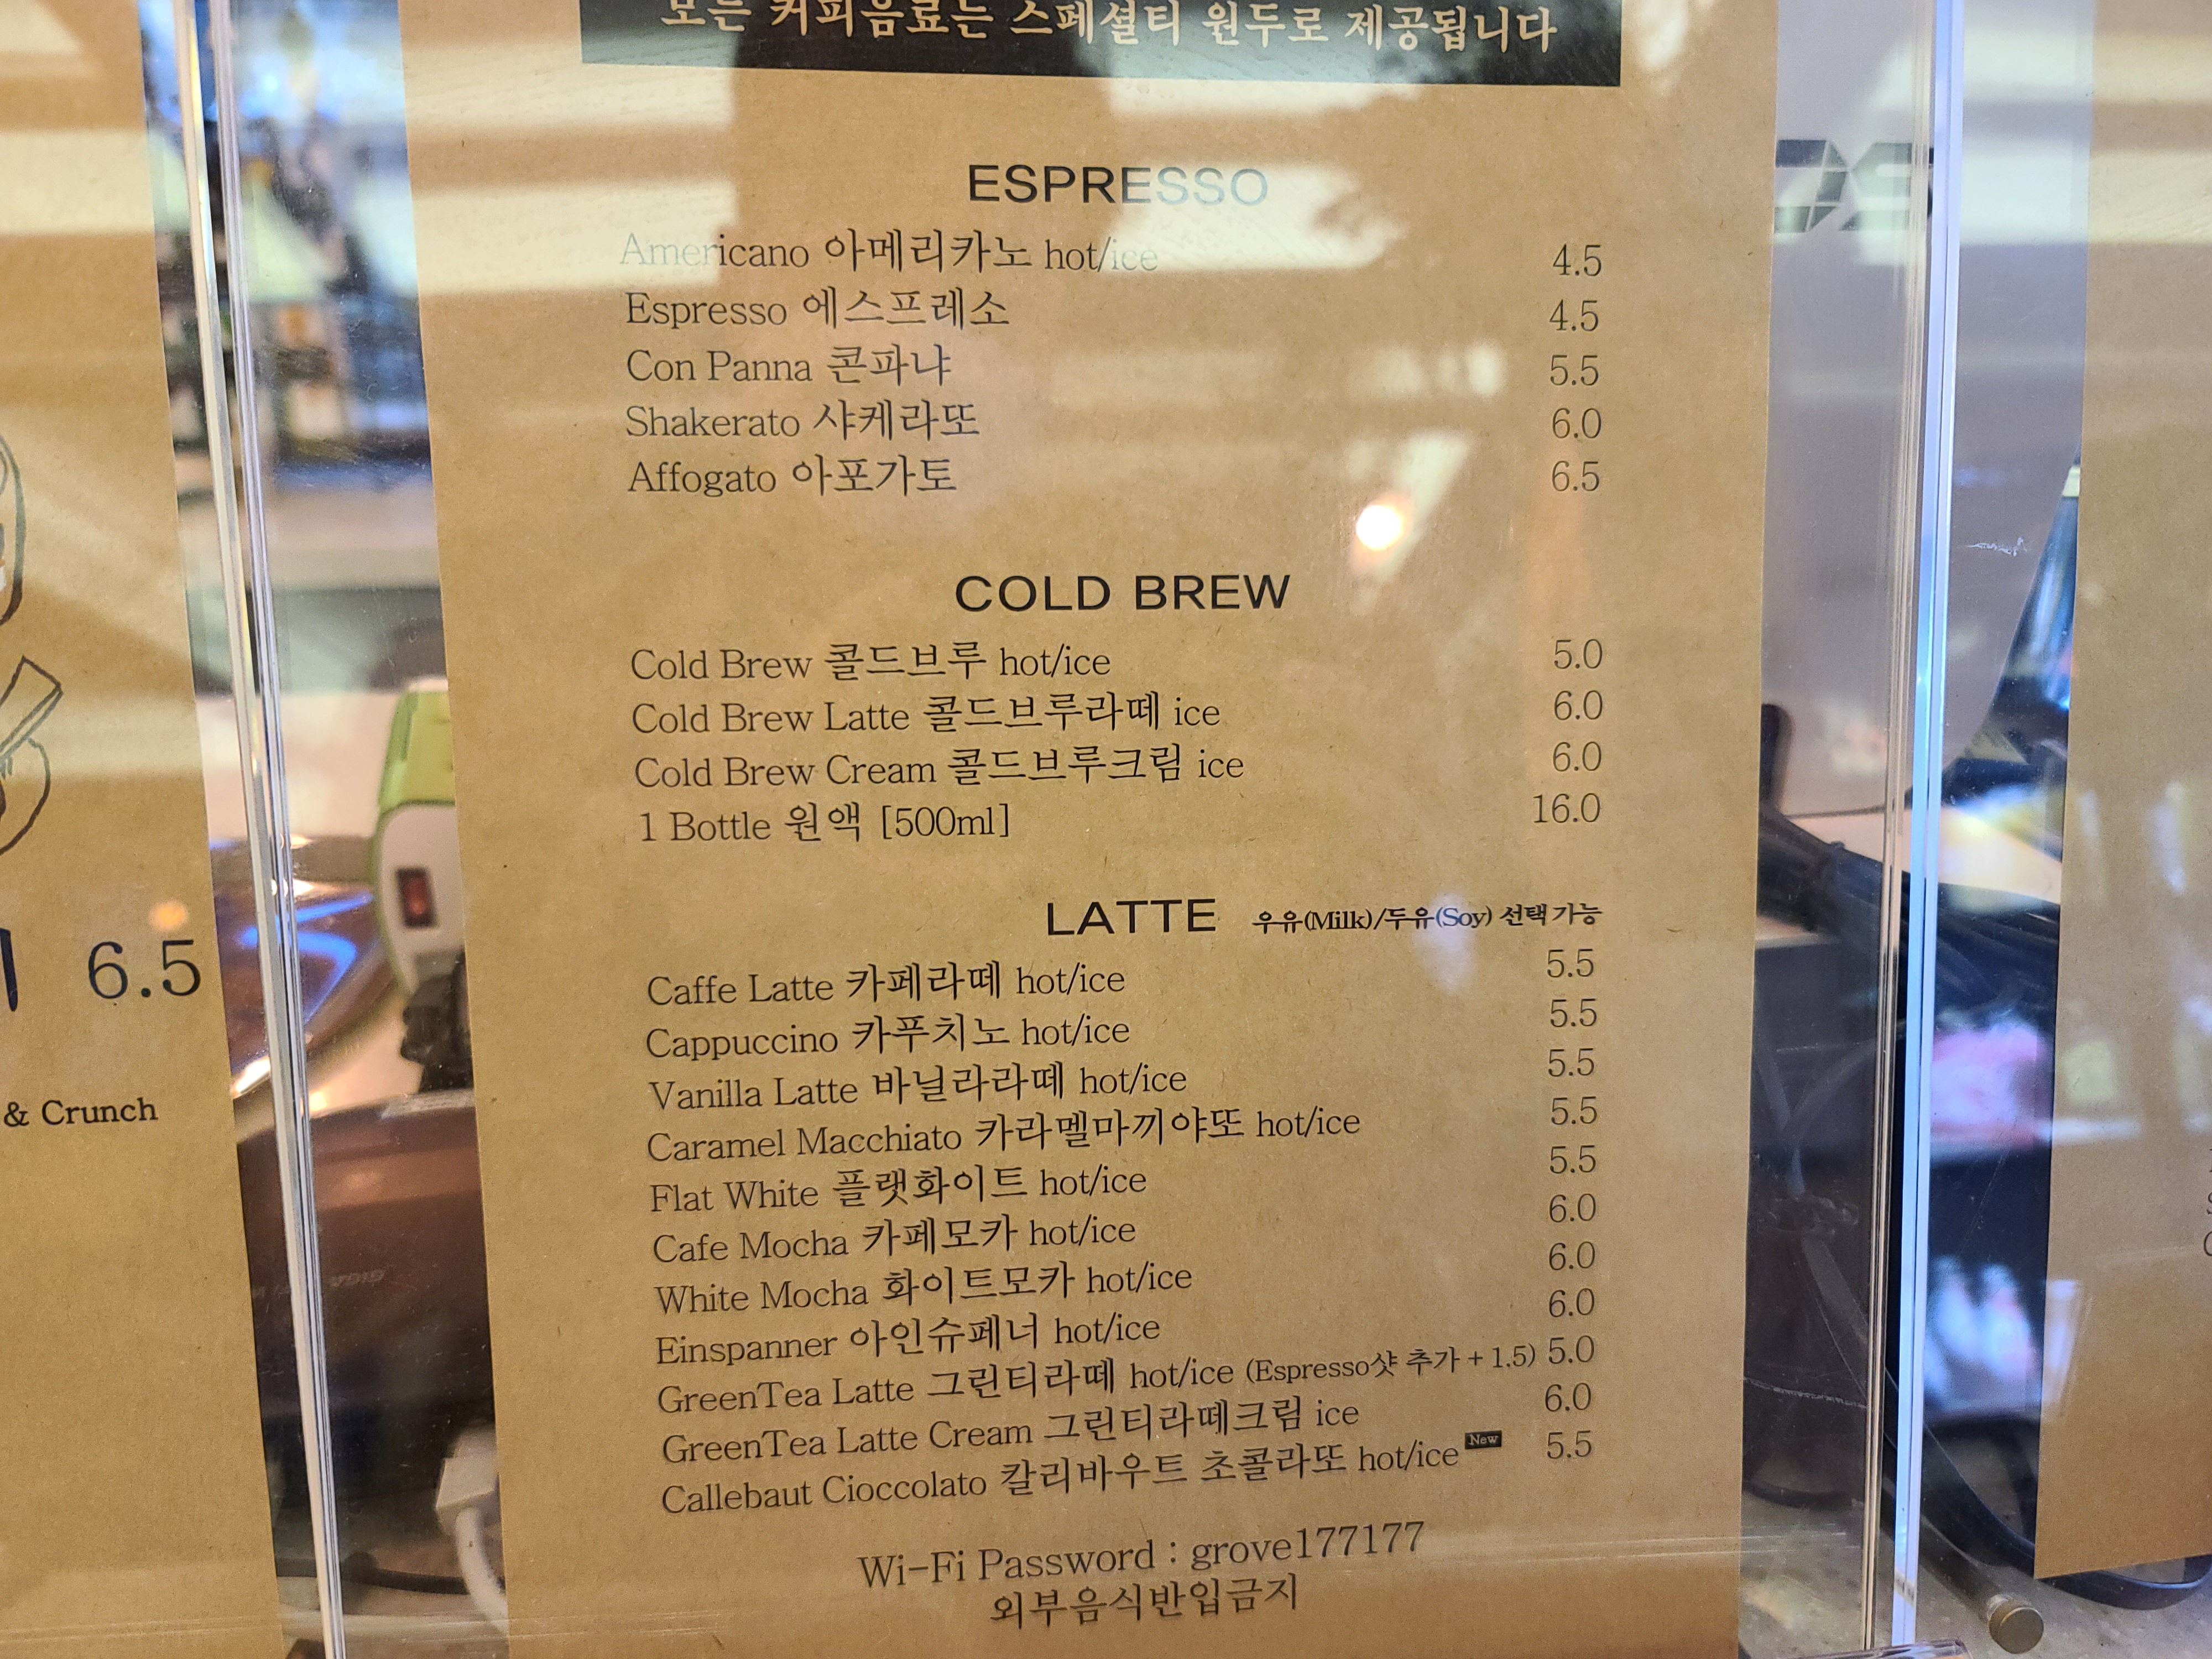 모든 커피음료는 스페셜티 원두로 제공됩니다
ESPRESSO
Americano 아메리카노 hot/ice 4.5
Espresso 에스프레소 4.5
Con Panna 콘파냐 5.5
Shakerato 샤케라또 6.0
Affogato 아포가토 6.5
COLD BREW
Cold Brew 콜드브루 hot/ice 5.0
Cold Brew Latte 콜드브루라떼 ice 6.0
Cold Brew Cream 콜드브루크림 ice 6.0
1 Bottle 원액 [500ml] 16.0
LATTE 우유(Milk)/두유(Soy) 선택가능
Caffe Latte 카페라떼 hot/ice 5.5
Cappuccino 카푸치노 hot/ice 5.5
Vanilla Latte 바닐라라떼 hot/ice 5.5
Caramel Macchiato 카라멜마끼야또 hot/ice 5.5
Flat White 플랫화이트 hot/ice 5.5
Cafe Mocha 카페모카 hot/ice 6.0
White Mocha 화이트모카 hot/ice 6.0
Einspanner 아인슈페너 hot/ice 6.0
GreenTea Latte 그린티라떼 hot/ice (Espresso샷 추가 + 1.5) 5.0
GreenTea Latte Cream 그린티라떼크림 ice 6.0
Callebaut Cioccolato 칼리바우트 초콜라또 hot/ice New 5.5
Wi-Fi Password : grove177177
외부음식반입금지
6.5
& Crunch